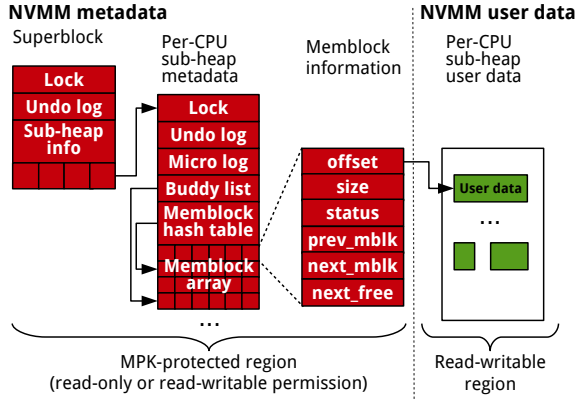 NVMM metadata
NVMM user data
Superblock
Lock
Undo log
Sub-heap
info
Per-CPU
sub-heap
metadata
Lock
Undo log
Micro log
Buddy list
Memblock
hash table
Memblock
array
...
Memblock
information
offset
size
status
prev_mblk
next_mblk
next_free
Per-CPU
sub-heap
user data
User data
...
MPK-protected region
(read-only or read-writable permission)
Read-writable
region